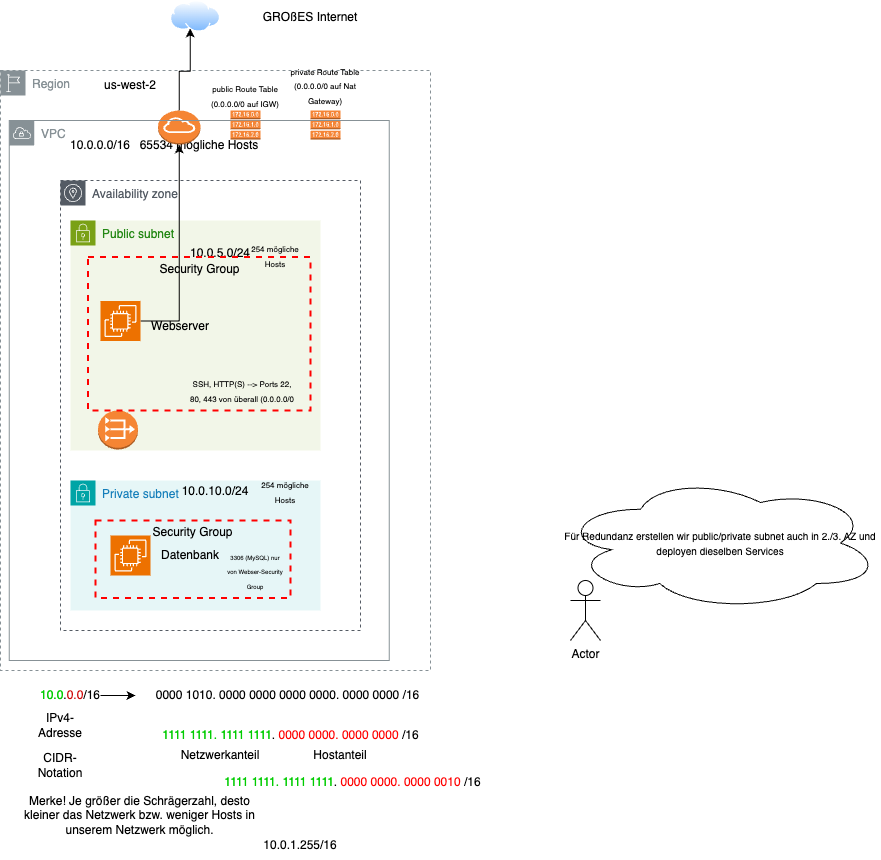 GROßES Internet
Region
us-west-2
public Route Table
(0.0.0.0/0 auf IGW)
private Route Table
(0.0.0.0/0 auf Nat
Gateway)
172.16.0.0
172.16.1.0
172.16.2.0
172.16.0.0
172.16.1.0
172.16.2.0
VPC
10.0.0.0/16 65534 mögliche Hosts
Availability zone
Public subnet
10.0.5.0/24
254 mögliche
Hosts
Security Group
Webserver
SSH, HTTP(S) --> Ports 22,
80, 443 von überall (0.0.0.0/0
Private subnet
10.0.10.0/24
254 mögliche
Hosts
Security Group
Datenbank
3306 (MySQL) nur
von Webser-Security
Group
Für Redundanz erstellen wir public/private subnet auch in 2./3. AZ und
deployen dieselben Services
Actor
10.0.0.0/16
0000 1010. 0000 0000 0000 0000. 0000 0000 /16
IPv4-
Adresse
1111 1111. 1111 1111. 0000 0000. 0000 0000 /16
Netzwerkanteil
Hostanteil
CIDR-
Notation
1111 1111. 1111 1111. 0000 0000. 0000 0010 /16
Merke! Je größer die Schrägerzahl, desto
kleiner das Netzwerk bzw. weniger Hosts in
unserem Netzwerk möglich.
10.0.1.255/16